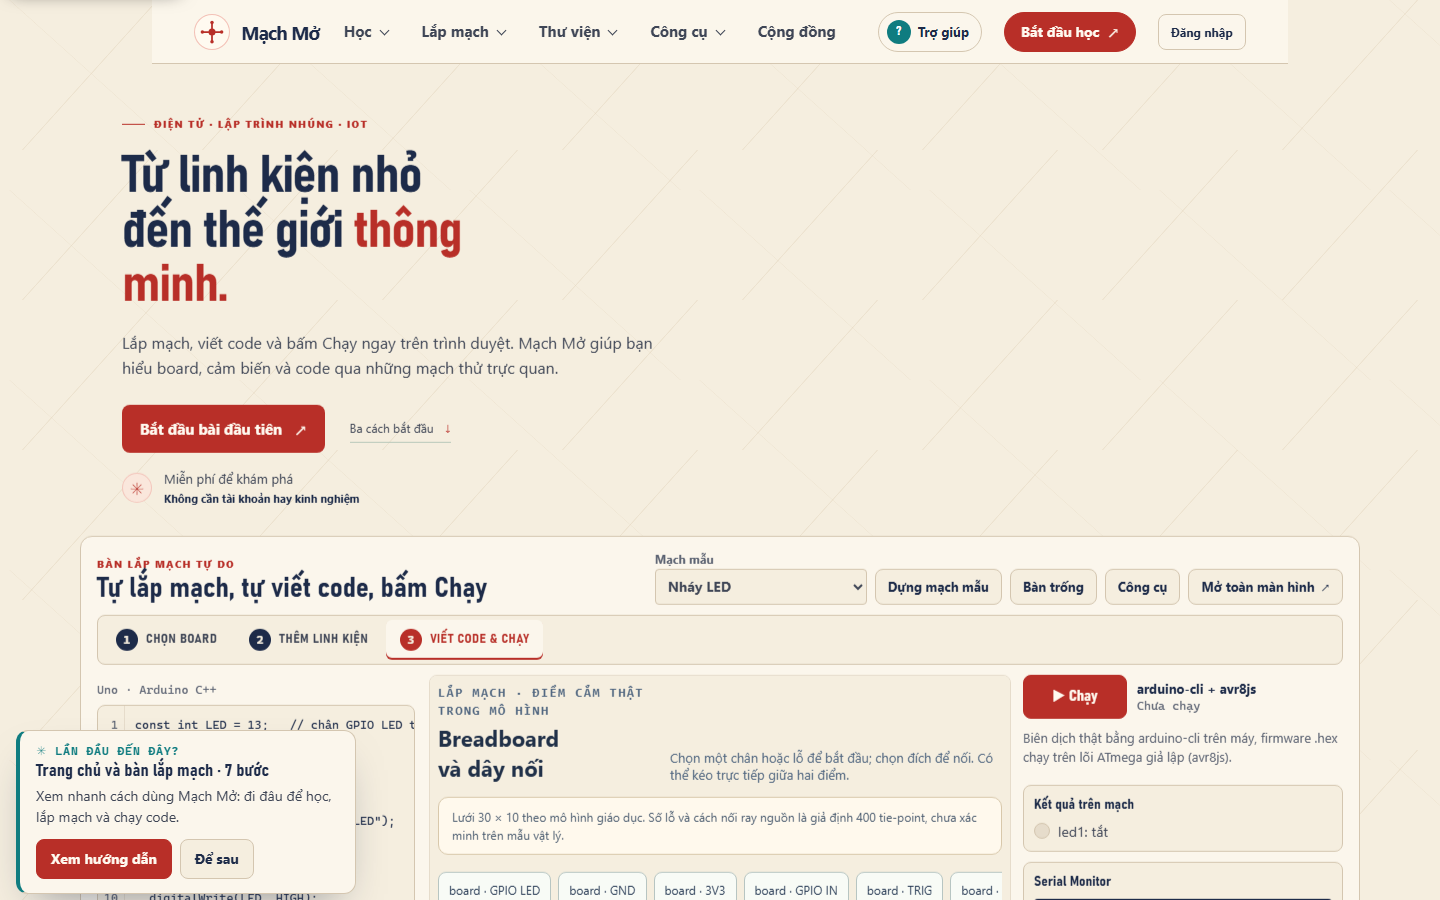 Mạch Mở
Học
Lắp mạch
Thư viện
Công cụ
Cộng đồng
? Trợ giúp
Bắt đầu học ↗
Đăng nhập
ĐIỆN TỬ · LẬP TRÌNH NHÚNG · IOT
Từ linh kiện nhỏ
đến thế giới thông
minh.
Lắp mạch, viết code và bấm Chạy ngay trên trình duyệt. Mạch Mở giúp bạn
hiểu board, cảm biến và code qua những mạch thử trực quan.
Bắt đầu bài đầu tiên ↗
Ba cách bắt đầu ↓
Miễn phí để khám phá
Không cần tài khoản hay kinh nghiệm
BÀN LẮP MẠCH TỰ DO
Tự lắp mạch, tự viết code, bấm Chạy
Mạch mẫu
Nháy LED
Dựng mạch mẫu
Bàn trống
Công cụ
Mở toàn màn hình ↗
1 CHỌN BOARD
2 THÊM LINH KIỆN
3 VIẾT CODE & CHẠY
Uno · Arduino C++
1 const int LED = 13; // chân GPIO LED t
LED");
10 digitalWrite(LED, HIGH);
LẦN ĐẦU ĐẾN ĐÂY?
Trang chủ và bàn lắp mạch · 7 bước
Xem nhanh cách dùng Mạch Mở: đi đâu để học,
lắp mạch và chạy code.
Xem hướng dẫn
Để sau
LẮP MẠCH · ĐIỂM CẮM THẬT
TRONG MÔ HÌNH
Breadboard
và dây nối
Chọn một chân hoặc lỗ để bắt đầu; chọn đích để nối. Có
thể kéo trực tiếp giữa hai điểm.
Lưới 30 × 10 theo mô hình giáo dục. Số lỗ và cách nối ray nguồn là giả định 400 tie-point, chưa xác
minh trên mẫu vật lý.
board · GPIO LED
board · GND
board · 3V3
board · GPIO IN
board · TRIG
board ·
▶ Chạy
arduino-cli + avr8js
Chưa chạy
Biên dịch thật bằng arduino-cli trên máy, firmware .hex
chạy trên lõi ATmega giả lập (avr8js).
Kết quả trên mạch
led1: tắt
Serial Monitor